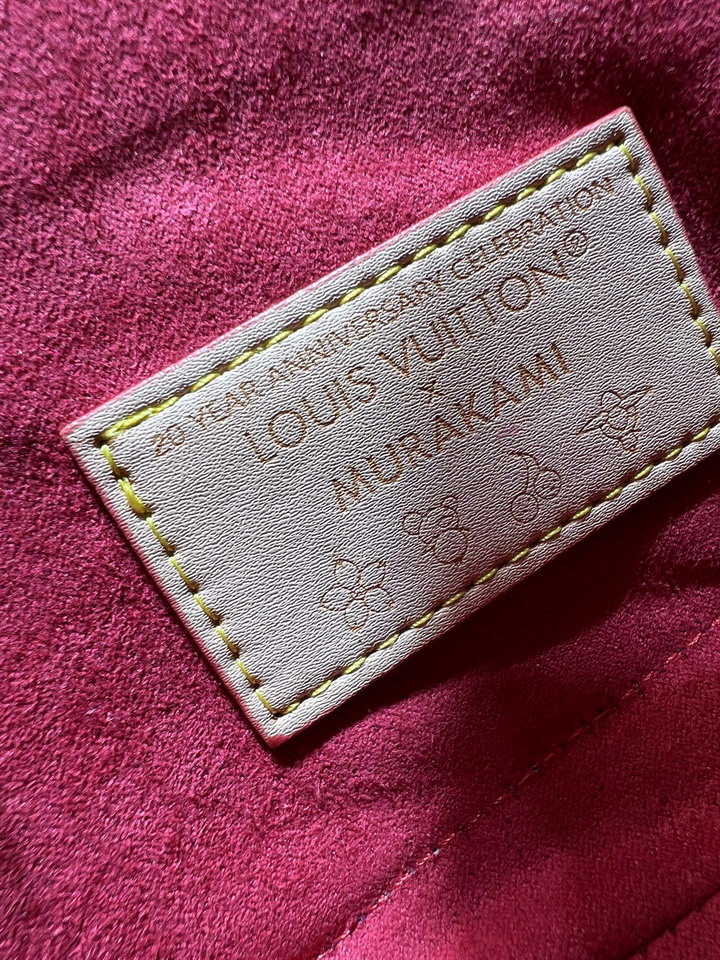 20 YEAR ANNIVERSARY CELEBRATION
LOUIS VUITTON®
×
MURAKAMI